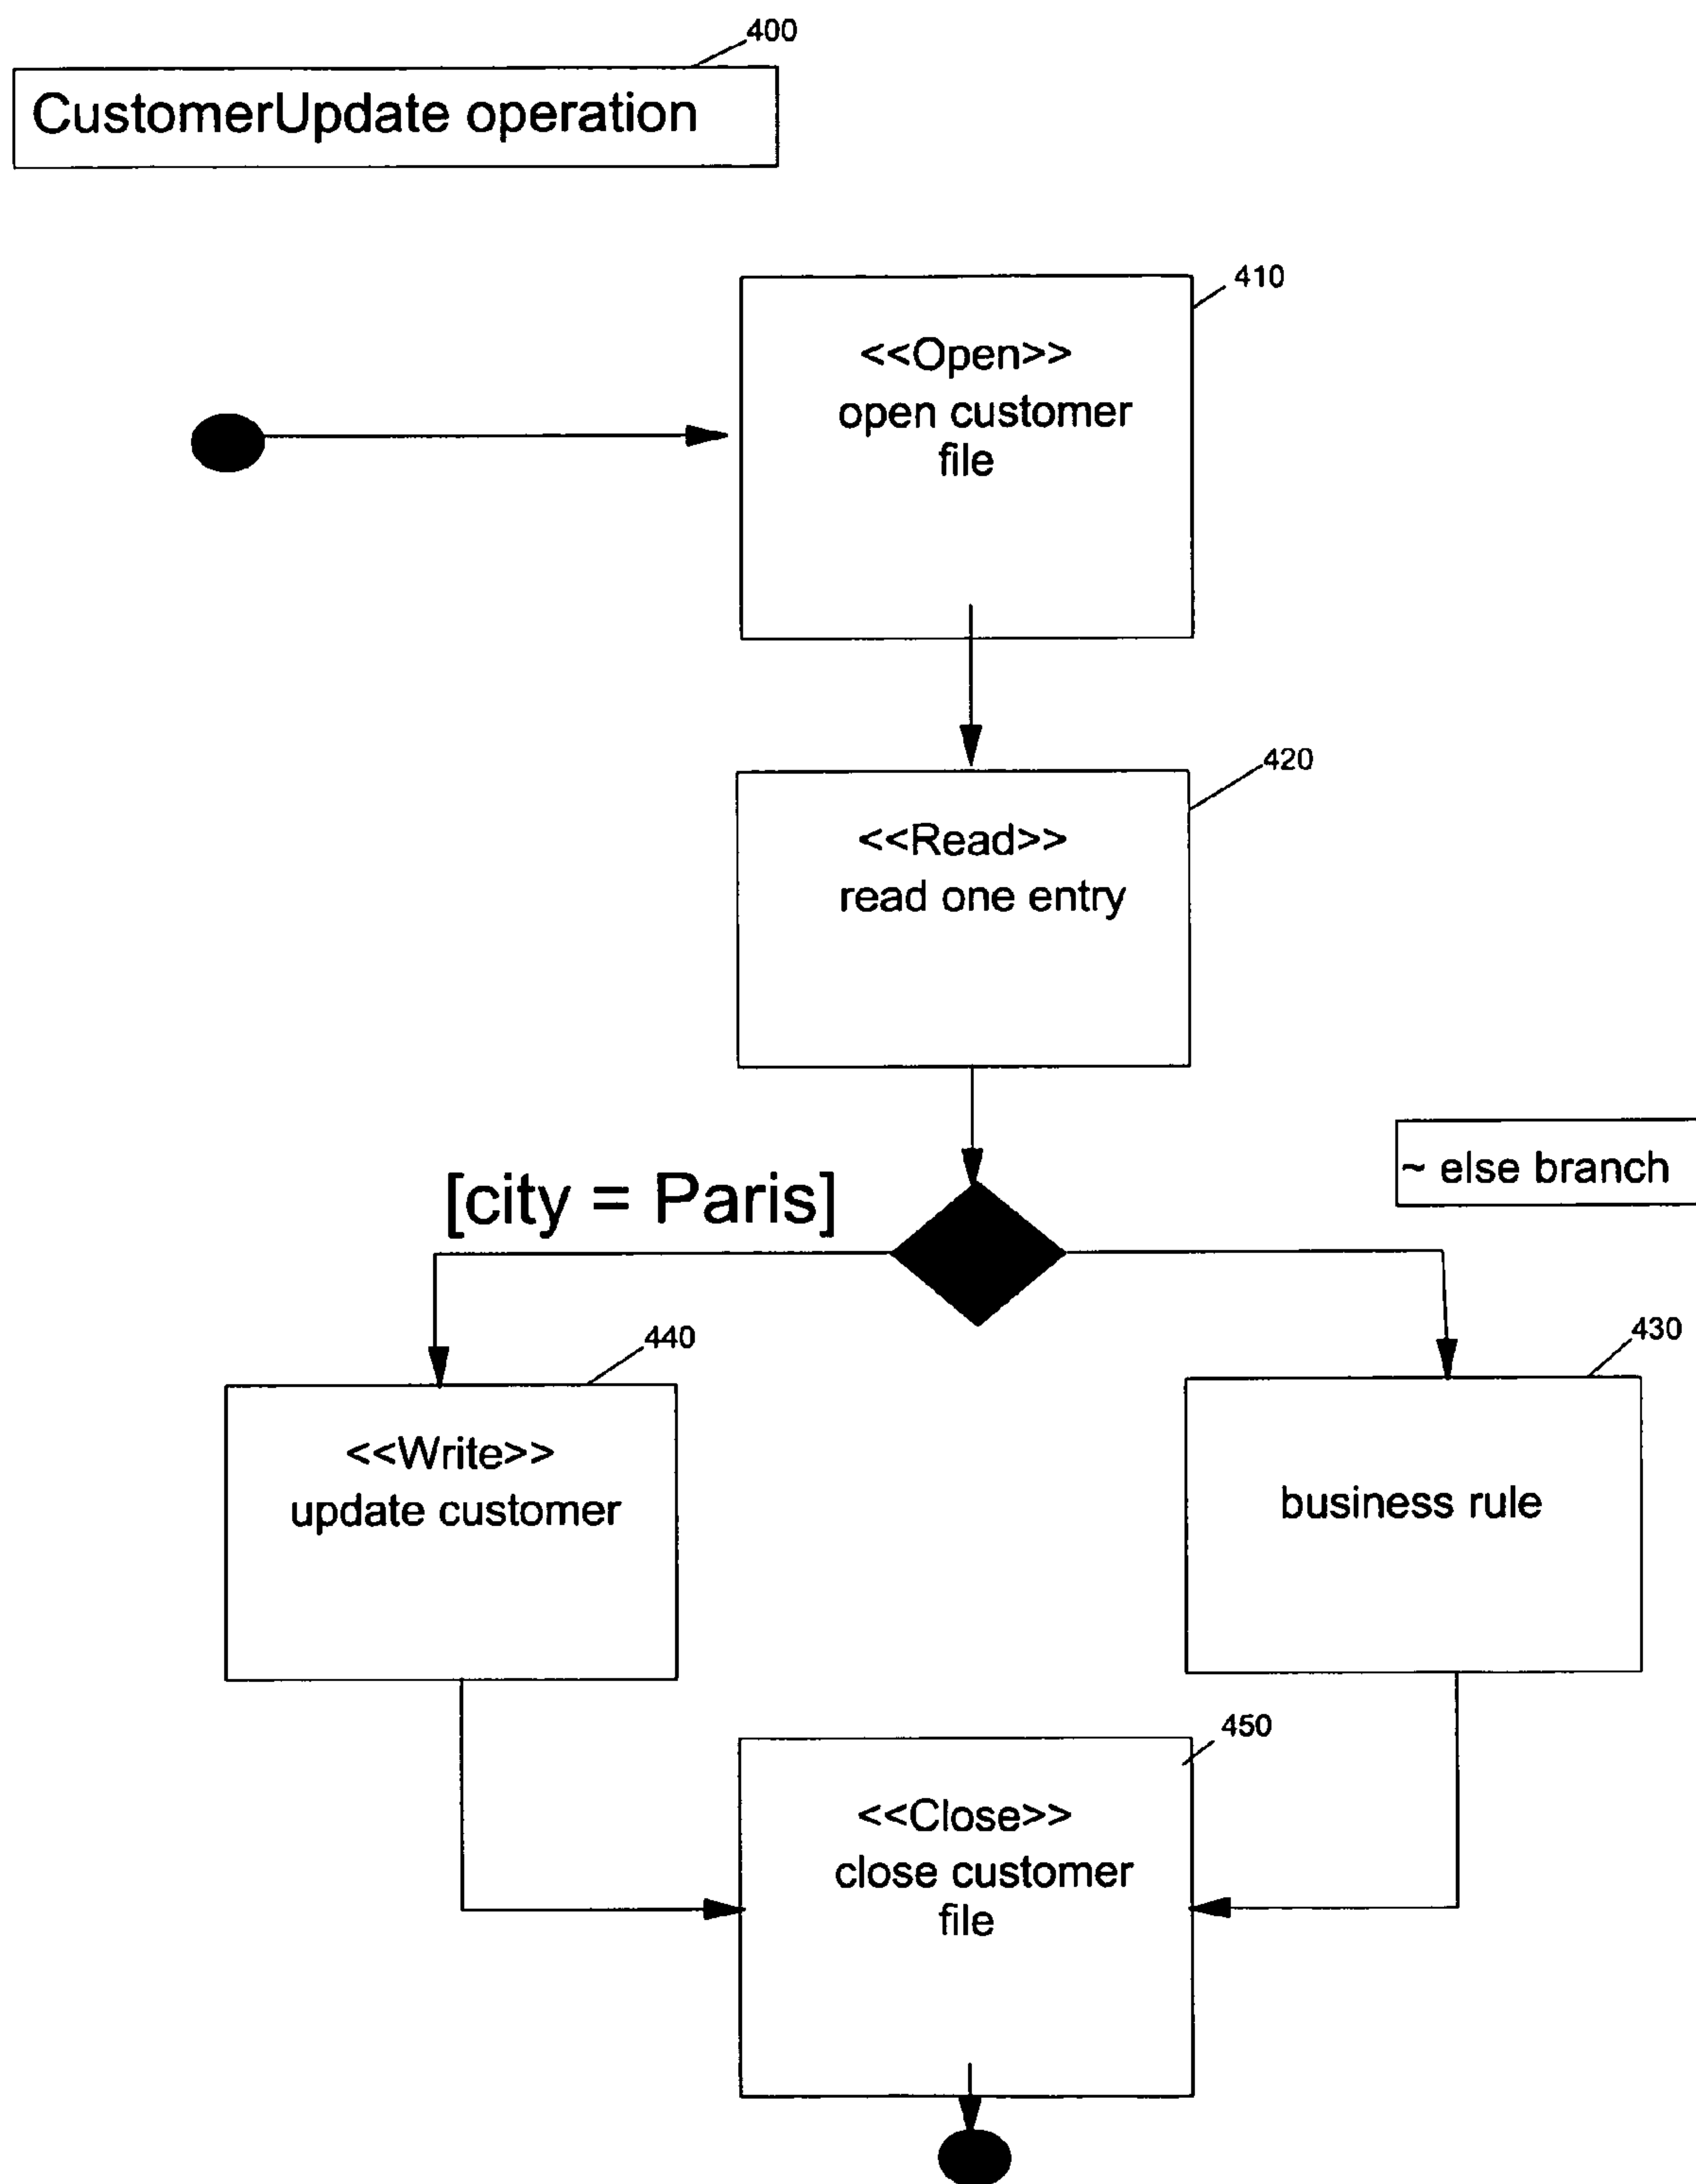 400
CustomerUpdate operation
410
<<Open>>
open customer
file
420
<<Read>>
read one entry
~ else branch
[city = Paris]
440
430
<<Write>>
update customer
business rule
450
<<Close>>
close customer
file